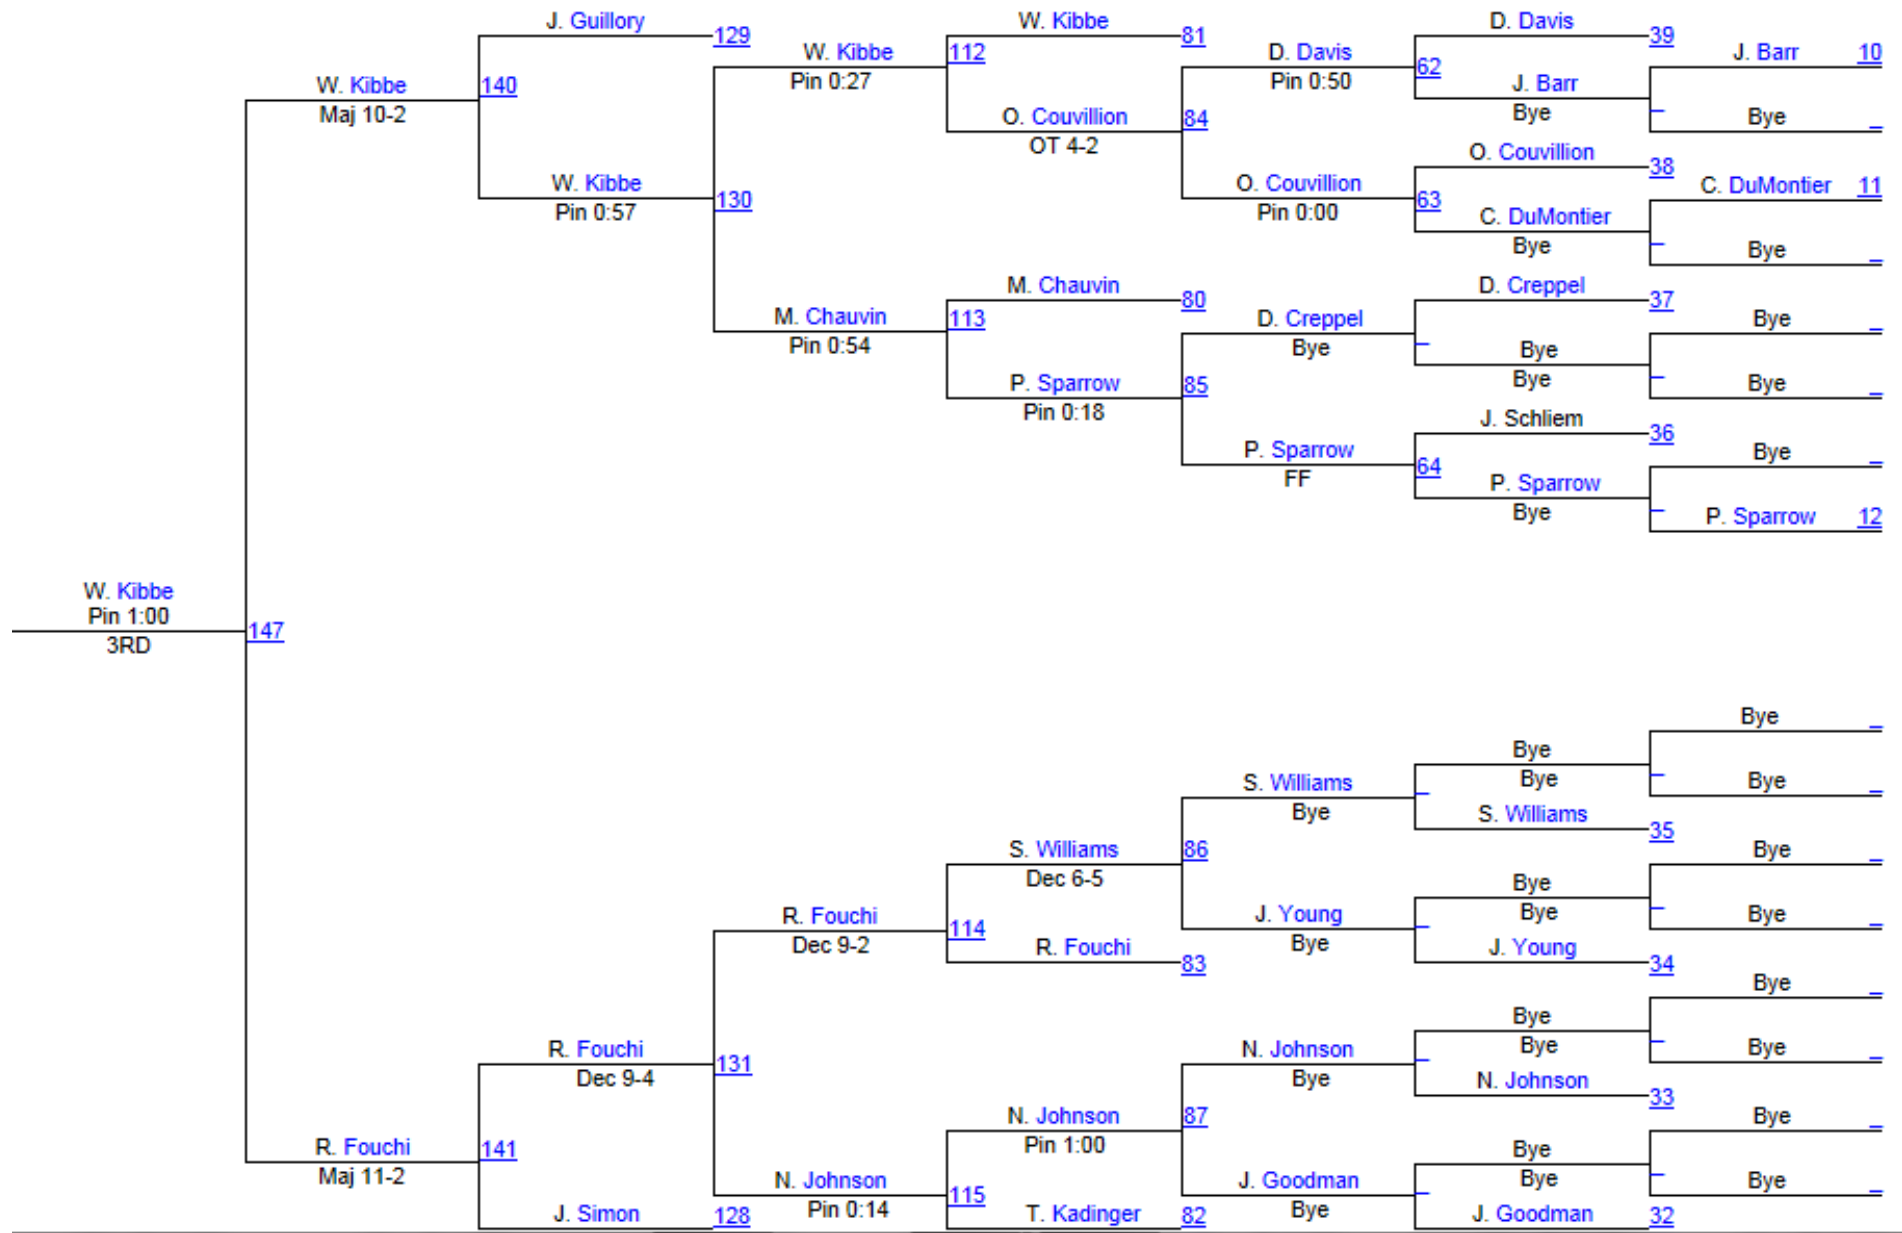 J. Guillory
129
W. Kibbe
81
D. Davis
39
W. Kibbe
Pin 0:27
112
D. Davis
Pin 0:50
62
J. Barr
10
W. Kibbe
Maj 10-2
140
J. Barr
Bye
_
Bye
_
O. Couvillion
OT 4-2
84
O. Couvillion
38
W. Kibbe
Pin 0:57
130
O. Couvillion
Pin 0:00
63
C. DuMontier
11
C. DuMontier
Bye
_
Bye
_
M. Chauvin
80
D. Creppel
37
M. Chauvin
Pin 0:54
113
D. Creppel
Bye
_
Bye
_
Bye
Bye
_
Bye
_
P. Sparrow
Pin 0:18
85
J. Schliem
36
P. Sparrow
FF
64
Bye
_
P. Sparrow
Bye
_
P. Sparrow
12
W. Kibbe
Pin 1:00
3RD
147
Bye
_
Bye
Bye
_
Bye
_
S. Williams
Bye
_
S. Williams
35
S. Williams
Dec 6-5
86
Bye
_
Bye
Bye
_
Bye
_
R. Fouchi
Dec 9-2
114
J. Young
Bye
_
R. Fouchi
83
J. Young
34
Bye
_
Bye
Bye
_
Bye
_
R. Fouchi
Dec 9-4
131
N. Johnson
Bye
_
N. Johnson
33
N. Johnson
Pin 1:00
87
Bye
_
R. Fouchi
Maj 11-2
141
Bye
Bye
_
Bye
_
N. Johnson
Pin 0:14
115
J. Goodman
Bye
_
J. Simon
128
T. Kadinger
82
J. Goodman
32